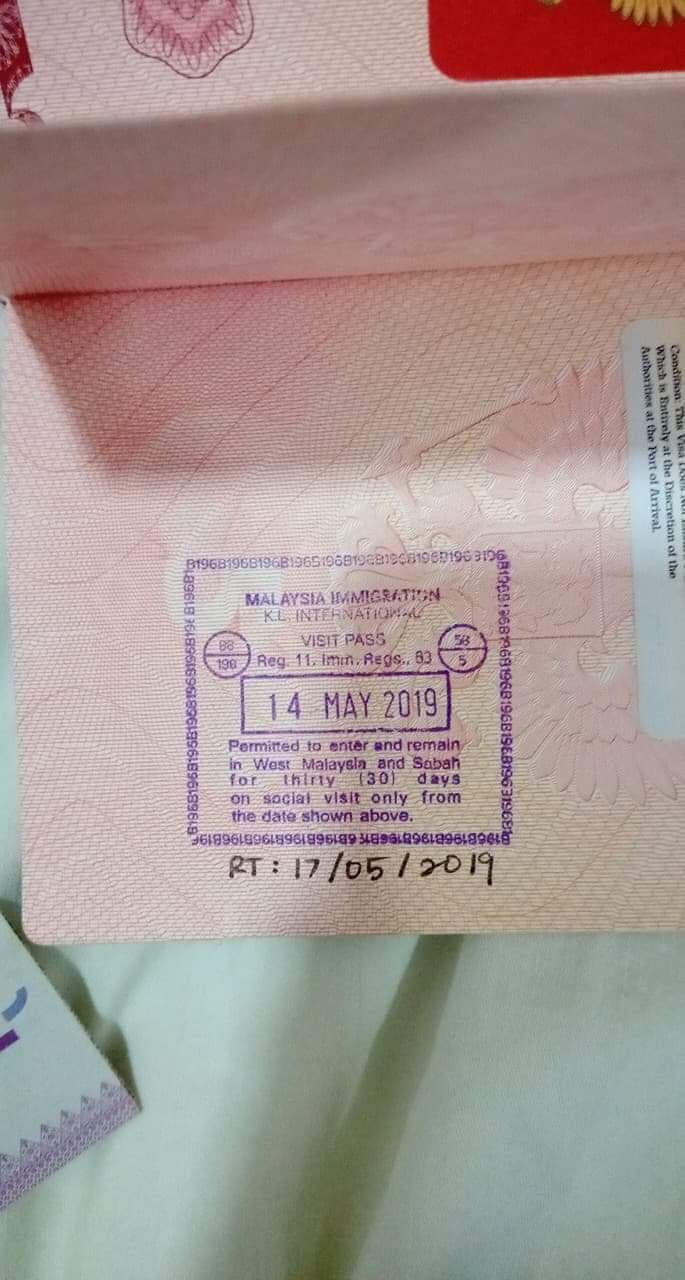 Condition: This Visa Does Not
Which is Entirely at the Discretion of the
Authorities at the Port of Arrival.
MALAYSIA IMMIGRATION
K.L. INTERNATIONAL
VISIT PASS
88
198
Reg. 11. Imm. Regs., 63
58
5
14 MAY 2019
Permitted to enter and remain
in West Malaysia and Sabah
for thirty (30) days
on social visit only from
the date shown above.
RT: 17/05/2019